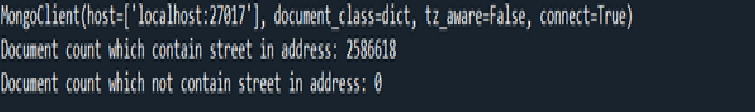 MongoClient(host=['localhost:27017'], document_class=dict, tz_aware=False, connect=True)
Document count which contain street in address: 2586618
Document count which not contain street in address: 0